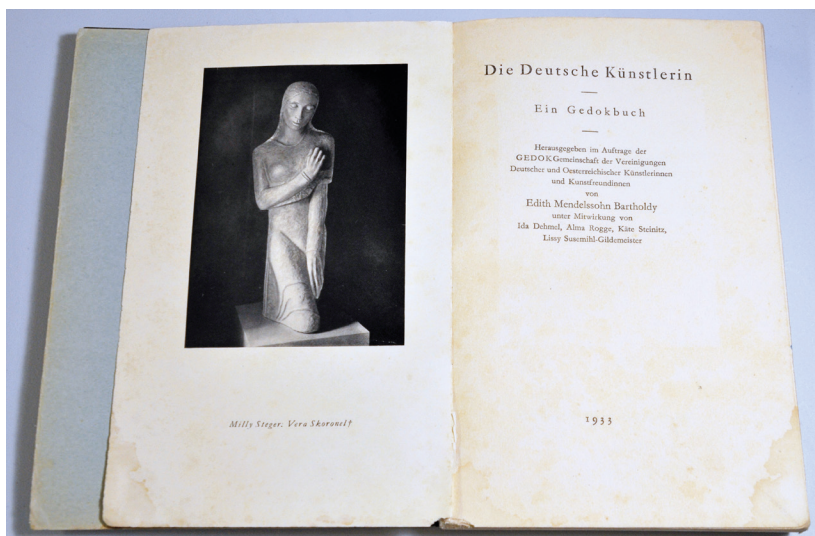 Milly Steger: Vera Skoronel†
Die Deutsche Künstlerin
Ein Gedokbuch
Herausgegeben im Auftrage der
GEDOK Gemeinschaft der Vereinigungen
Deutscher und Oesterreichischer Künstlerinnen
und Kunstfreundinnen
von
Edith Mendelssohn Bartholdy
unter Mitwirkung von
Ida Dehmel, Alma Rogge, Käte Steinitz,
Lissy Susemihl-Gildemeister
1933